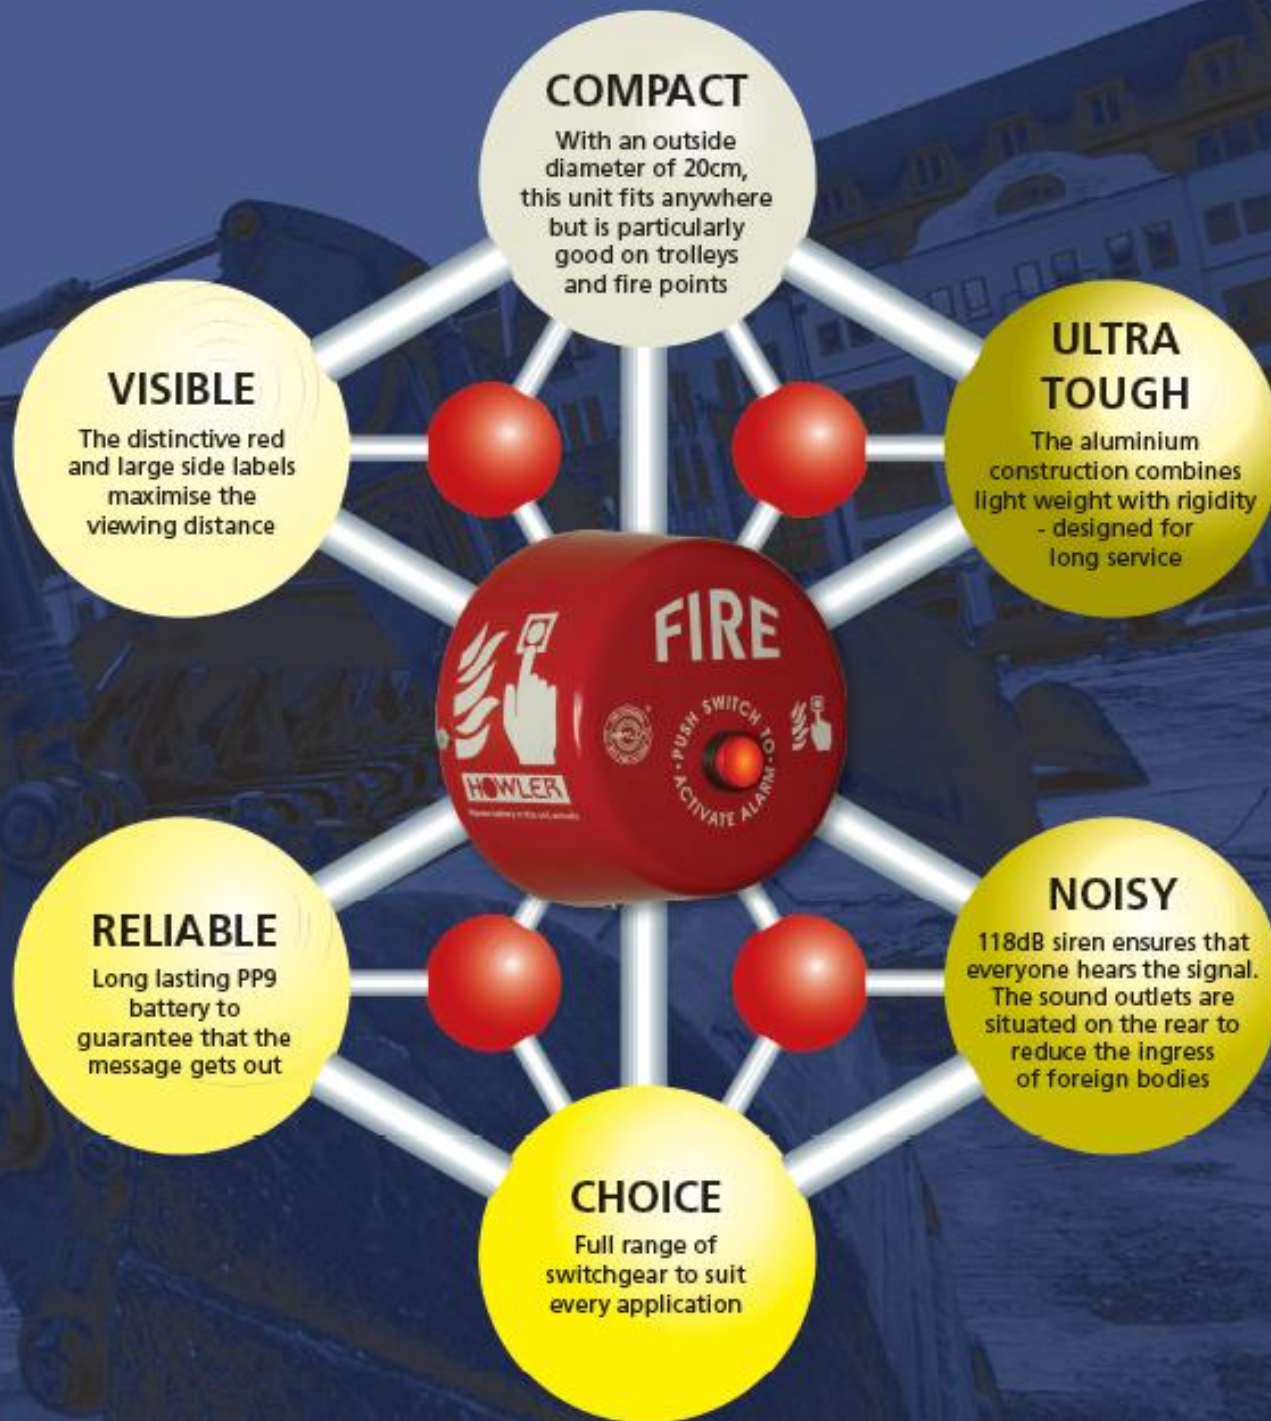 COMPACT
With an outside
diameter of 20cm,
this unit fits anywhere
but is particularly
good on trolleys
and fire points
VISIBLE
The distinctive red
and large side labels
maximise the
viewing distance
ULTRA
TOUGH
The aluminium
construction combines
light weight with rigidity
- designed for
long service
FIRE
PUSH SWITCH TO
ACTIVATE ALARM
HOWLER
RELIABLE
Long lasting PP9
battery to
guarantee that the
message gets out
NOISY
118dB siren ensures that
everyone hears the signal.
The sound outlets are
situated on the rear to
reduce the ingress
of foreign bodies
CHOICE
Full range of
switchgear to suit
every application